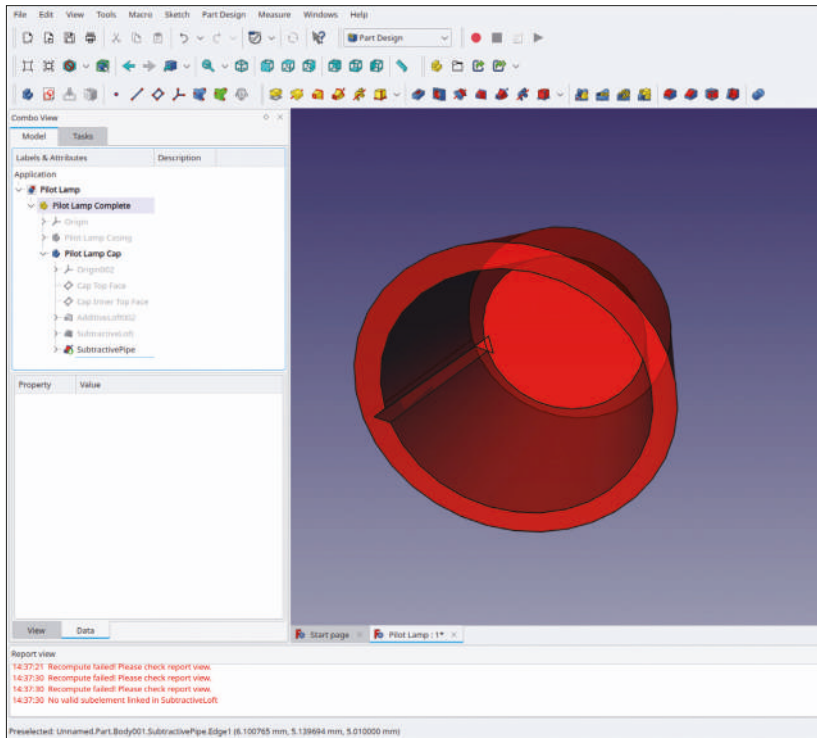 File Edit View Tools Macro Sketch Part Design Measure Windows Help
Part Design
Combo View
Model Tasks
Labels & Attributes Description
Application
Pilot Lamp
Pilot Lamp Complete
Origin
Pilot Lamp Casing
Pilot Lamp Cap
Origin002
Cap Top Face
Cap Inner Top Face
AdditiveLoft002
SubtractiveLoft
SubtractivePipe
Property Value
View Data
Start page Pilot Lamp : 1*
Report view
14:37:21 Recompute failed! Please check report view.
14:37:30 Recompute failed! Please check report view.
14:37:30 Recompute failed! Please check report view.
14:37:30 No valid subelement linked in SubtractiveLoft
Preselected: Unnamed.Part.Body001.SubtractivePipe.Edge1 (6.100765 mm, 5.139694 mm, 5.010000 mm)